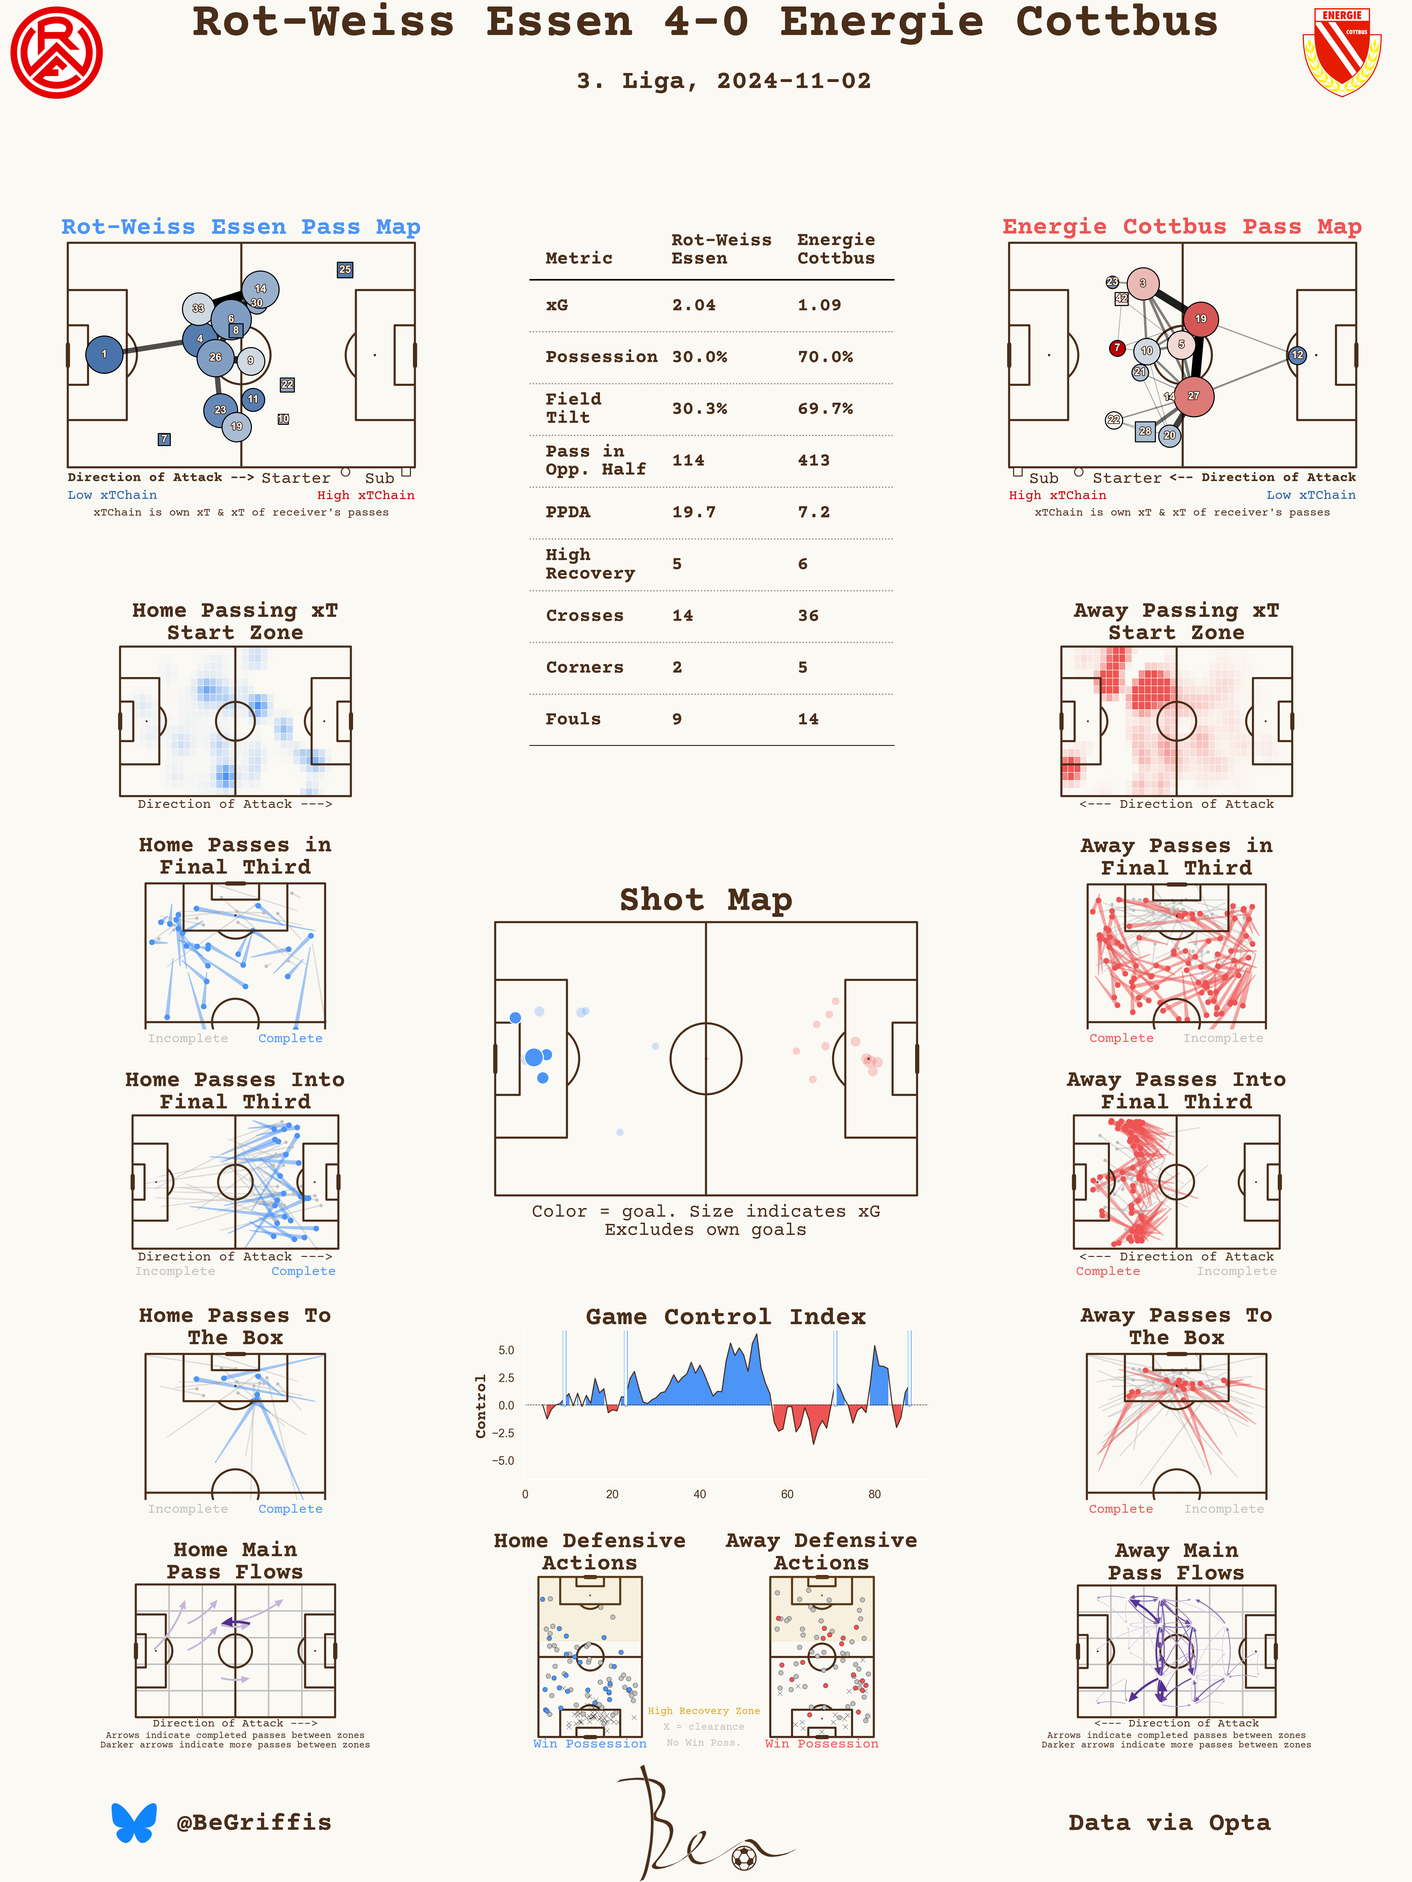 Rot-Weiss Essen 4-0 Energie Cottbus
3. Liga, 2024-11-02
ENERGIE
COTTBUS
Rot-Weiss Essen Pass Map
25
14
30
33
6
8
4
1
26
9
22
11
23
10
19
7
Direction of Attack --> Starter Sub
Low xTChain High xTChain
xTChain is own xT & xT of receiver's passes
Metric Rot-Weiss Essen Energie Cottbus
xG 2.04 1.09
Possession 30.0% 70.0%
Field Tilt 30.3% 69.7%
Pass in Opp. Half 114 413
PPDA 19.7 7.2
High Recovery 5 6
Crosses 14 36
Corners 2 5
Fouls 9 14
Energie Cottbus Pass Map
23
3
42
19
7
10
5
12
21
14
27
22
28
20
Sub Starter <-- Direction of Attack
High xTChain Low xTChain
xTChain is own xT & xT of receiver's passes
Home Passing xT
Start Zone
Direction of Attack --->
Away Passing xT
Start Zone
<--- Direction of Attack
Home Passes in
Final Third
Incomplete Complete
Away Passes in
Final Third
Complete Incomplete
Shot Map
Color = goal. Size indicates xG
Excludes own goals
Home Passes Into
Final Third
Direction of Attack --->
Incomplete Complete
Away Passes Into
Final Third
<--- Direction of Attack
Complete Incomplete
Home Passes To
The Box
Incomplete Complete
Game Control Index
Control
5.0
2.5
0.0
−2.5
−5.0
0 20 40 60 80
Away Passes To
The Box
Complete Incomplete
Home Main
Pass Flows
Direction of Attack --->
Arrows indicate completed passes between zones
Darker arrows indicate more passes between zones
Home Defensive
Actions
Win Possession
High Recovery Zone
X = clearance
No Win Poss.
Away Defensive
Actions
Win Possession
Away Main
Pass Flows
<--- Direction of Attack
Arrows indicate completed passes between zones
Darker arrows indicate more passes between zones
@BeGriffis
Ben
Data via Opta